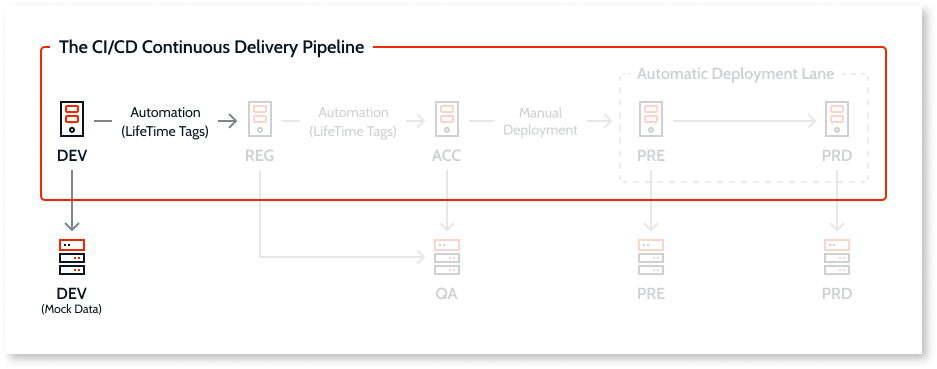 The CI/CD Continuous Delivery Pipeline
Automatic Deployment Lane
Automation
(LifeTime Tags)
Automation
(LifeTime Tags)
Manual
Deployment
DEV
REG
ACC
PRE
PRD
DEV
(Mock Data)
QA
PRE
PRD